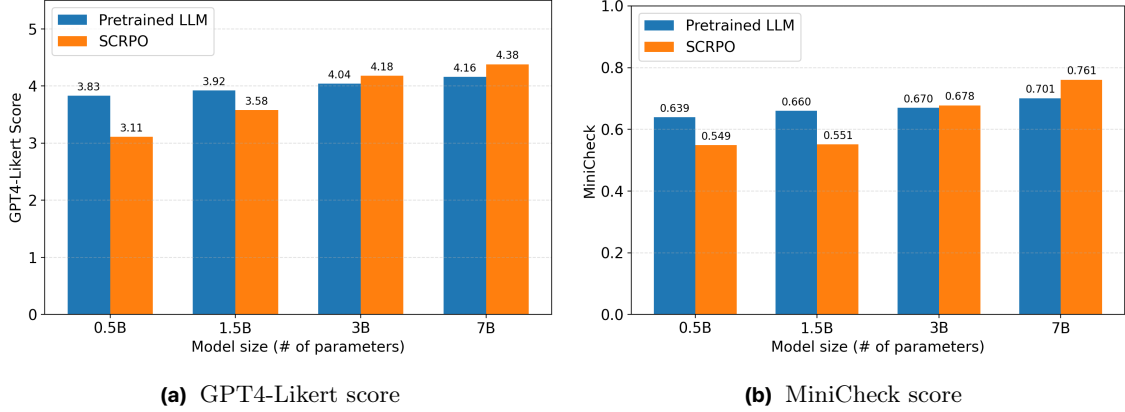 Pretrained LLM
SCRPO
GPT4-Likert Score
5
4
3
2
1
0
3.83
3.11
3.92
3.58
4.04
4.18
4.16
4.38
0.5B 1.5B 3B 7B
Model size (# of parameters)
(a) GPT4-Likert score
Pretrained LLM
SCRPO
MiniCheck
1.0
0.8
0.6
0.4
0.2
0.0
0.639
0.549
0.660
0.551
0.670
0.678
0.701
0.761
0.5B 1.5B 3B 7B
Model size (# of parameters)
(b) MiniCheck score